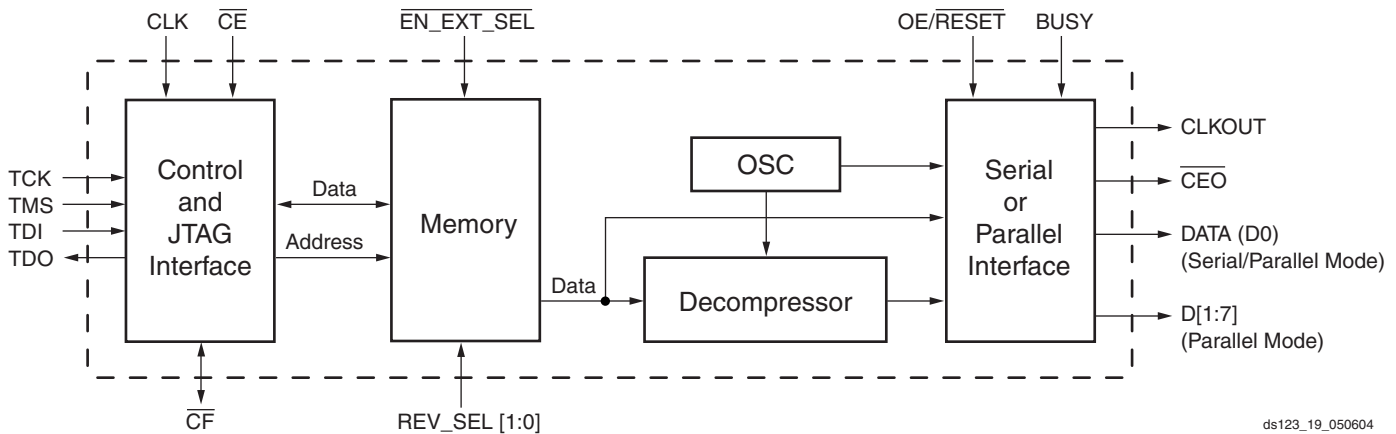 CLK
CE
EN_EXT_SEL
OE/RESET
BUSY
TCK
TMS
TDI
TDO
Control
and
JTAG
Interface
Data
Address
Memory
Data
OSC
Decompressor
Serial
or
Parallel
Interface
CLKOUT
CEO
DATA (D0)
(Serial/Parallel Mode)
D[1:7]
(Parallel Mode)
CF
REV_SEL [1:0]
ds123_19_050604